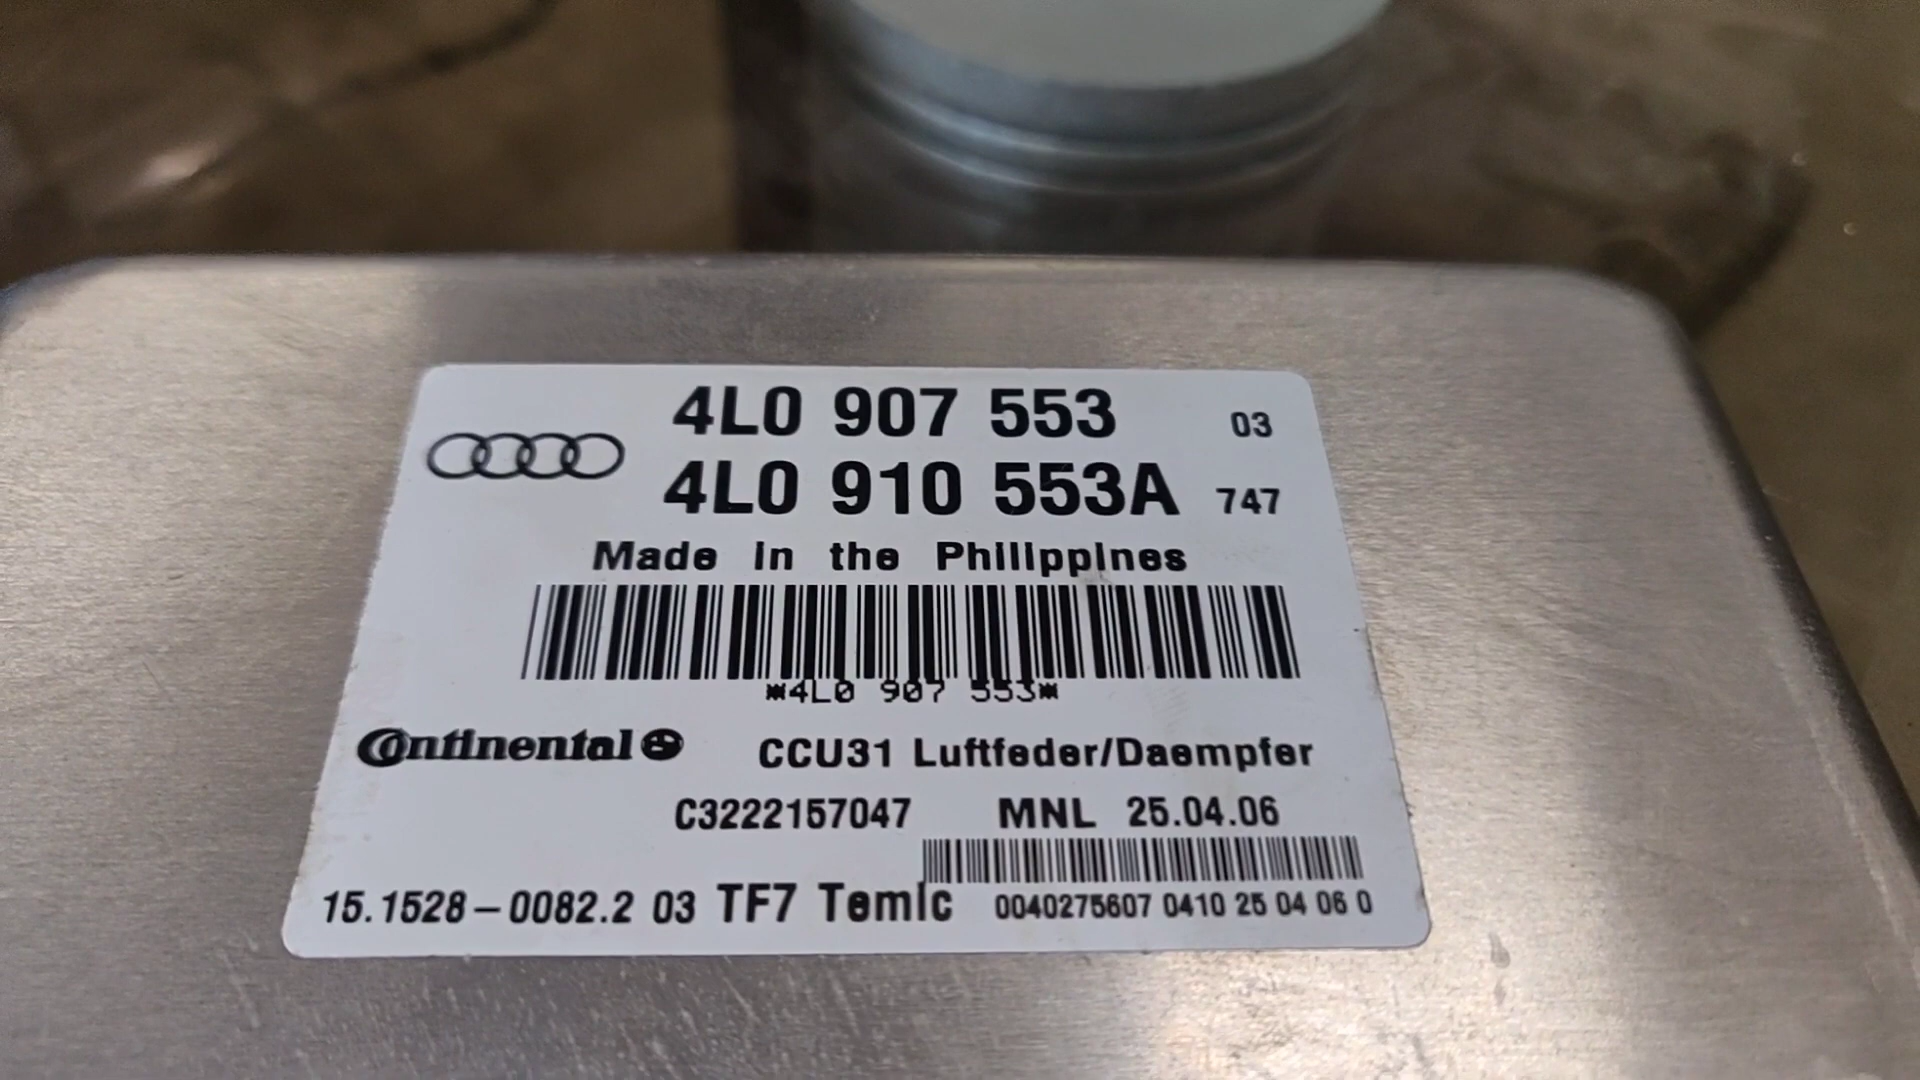 4L0 907 553 03
4L0 910 553A 747
Made in the Philippines
*4L0 907 553*
Continental CCU31 Luftfeder/Daempfer
C3222157047 MNL 25.04.06
15.1528-0082.2 03 TF7 Temic 0040275607 0410 25 04 06 0